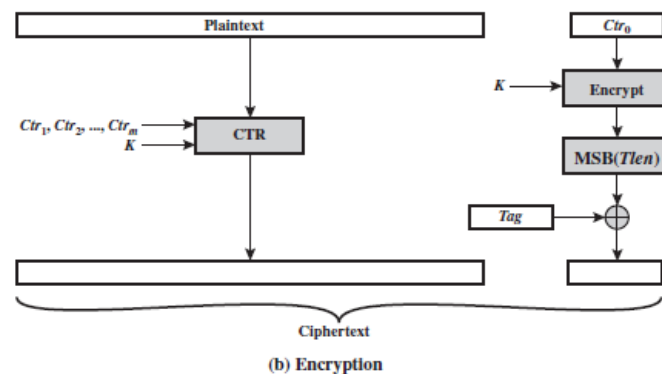 Plaintext
Ctr0
K
Encrypt
Ctr1, Ctr2, ..., Ctrm
K
CTR
MSB(Tlen)
Tag
Ciphertext
(b) Encryption